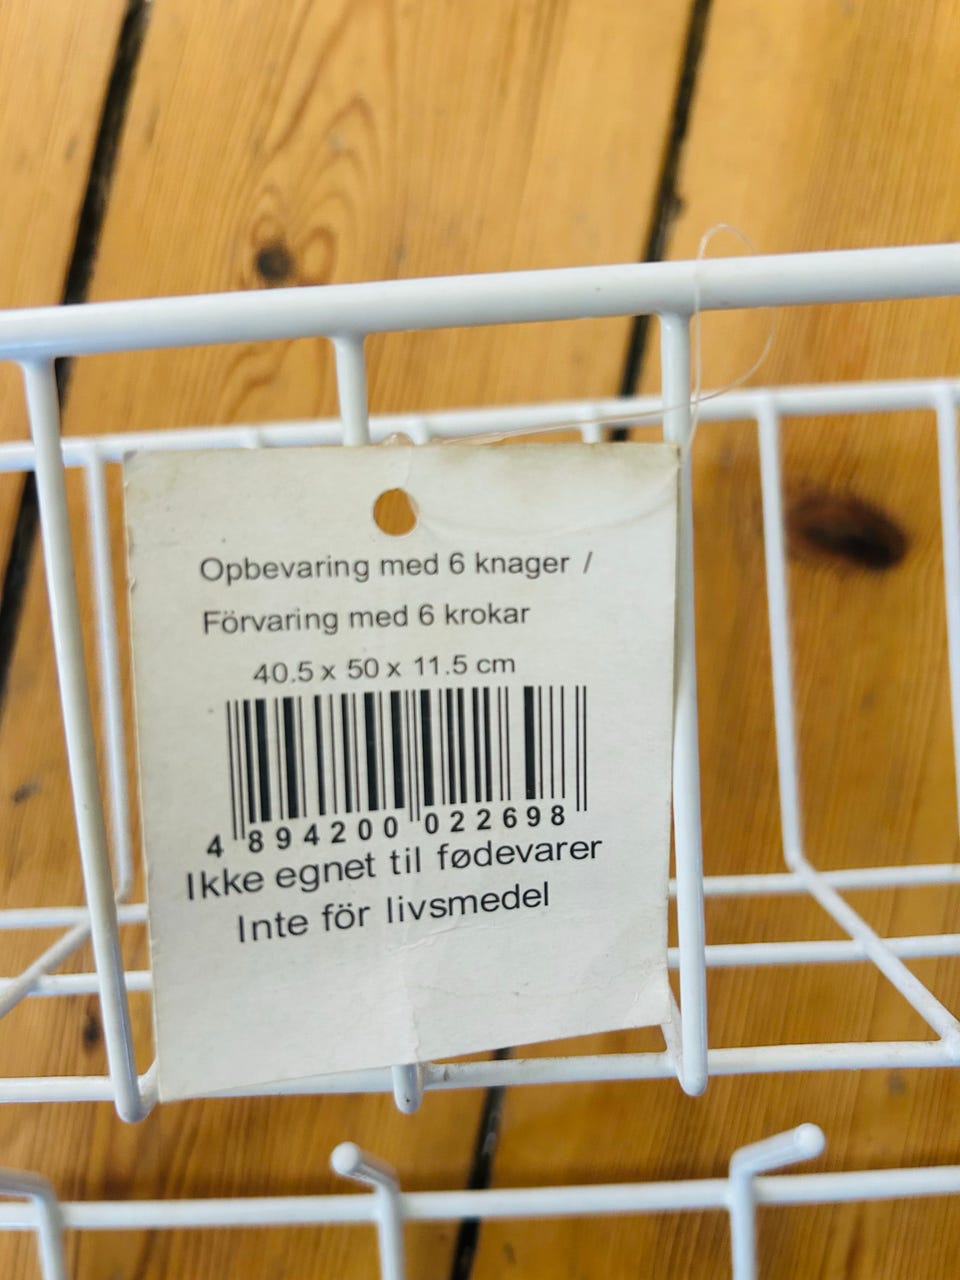 Opbevaring med 6 knager /
Förvaring med 6 krokar
40.5 x 50 x 11.5 cm
4 894200 022698
Ikke egnet til fødevarer
Inte för livsmedel